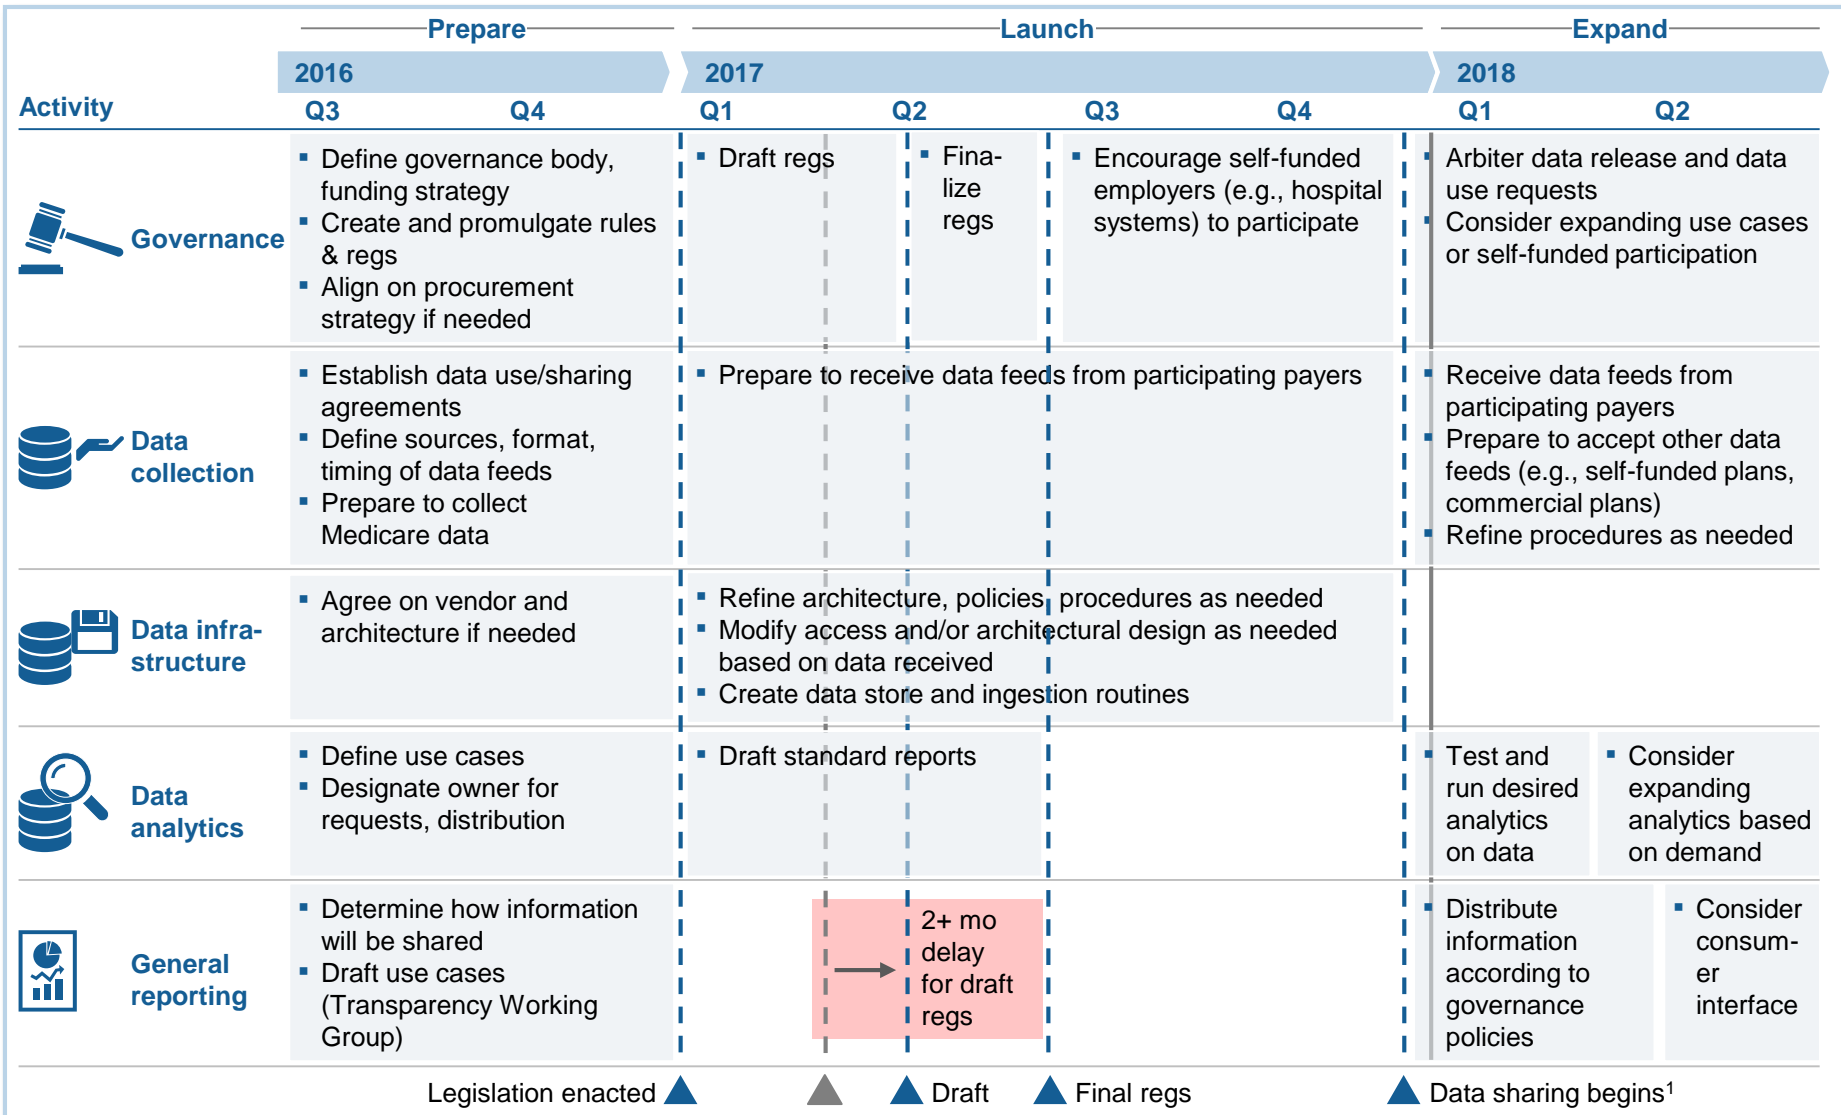 Prepare
Launch
Expand
2016
2017
2018
Activity
Q3
Q4
Q1
Q2
Q3
Q4
Q1
Q2
Governance
▪ Define governance body,
funding strategy
▪ Create and promulgate rules
& regs
▪ Align on procurement
strategy if needed
▪ Draft regs
▪ Fina-
lize
regs
▪ Encourage self-funded
employers (e.g., hospital
systems) to participate
▪ Arbiter data release and data
use requests
▪ Consider expanding use cases
or self-funded participation
Data
collection
▪ Establish data use/sharing
agreements
▪ Define sources, format,
timing of data feeds
▪ Prepare to collect
Medicare data
▪ Prepare to receive data feeds from participating payers
▪ Receive data feeds from
participating payers
▪ Prepare to accept other data
feeds (e.g., self-funded plans,
commercial plans)
▪ Refine procedures as needed
Data infra-
structure
▪ Agree on vendor and
architecture if needed
▪ Refine architecture, policies, procedures as needed
▪ Modify access and/or architectural design as needed
based on data received
▪ Create data store and ingestion routines
Data
analytics
▪ Define use cases
▪ Designate owner for
requests, distribution
▪ Draft standard reports
▪ Test and
run desired
analytics
on data
▪ Consider
expanding
analytics based
on demand
General
reporting
▪ Determine how information
will be shared
▪ Draft use cases
(Transparency Working
Group)
2+ mo
delay
for draft
regs
▪ Distribute
information
according to
governance
policies
▪ Consider
consum-
er
interface
Legislation enacted
Draft
Final regs
Data sharing begins¹